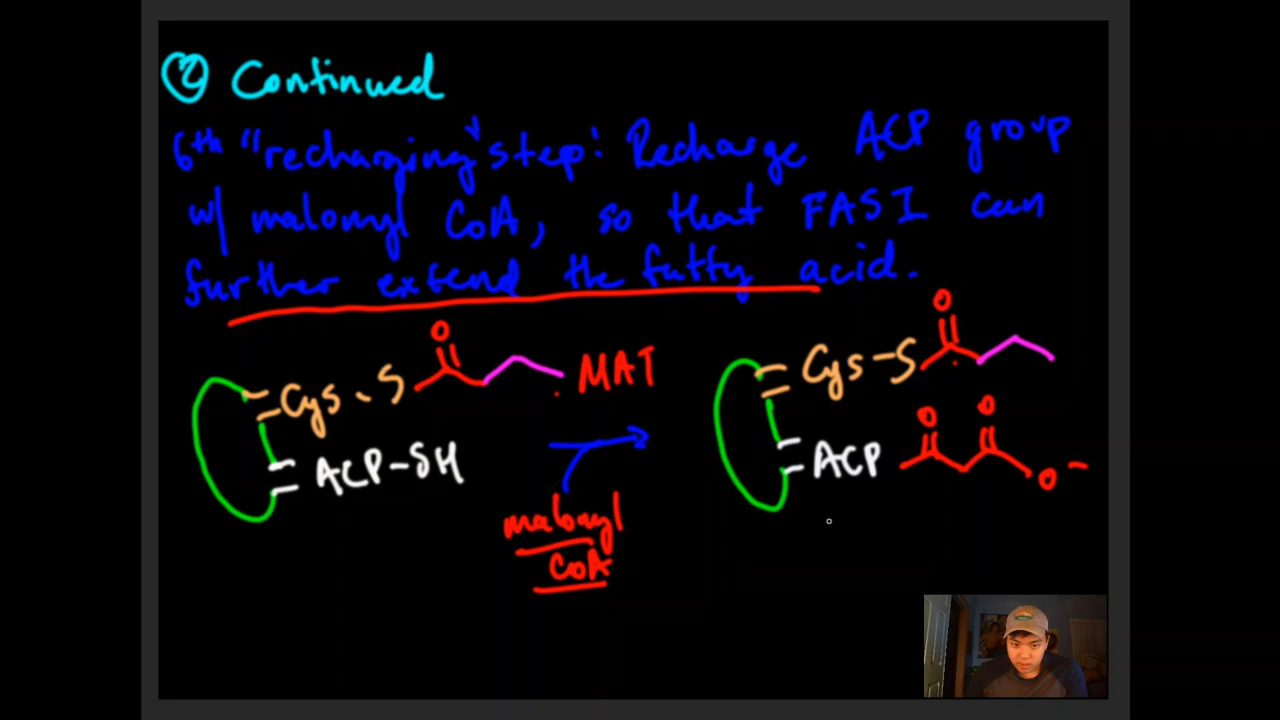 ② Continued
6th "recharging" step: Recharge ACP group
w/ malonyl CoA, so that FAS I can
further extend the fatty acid.
O
O
Cys-S
MAT
Cys-S
ACP-SH
O
O
ACP
O-
malonyl
CoA